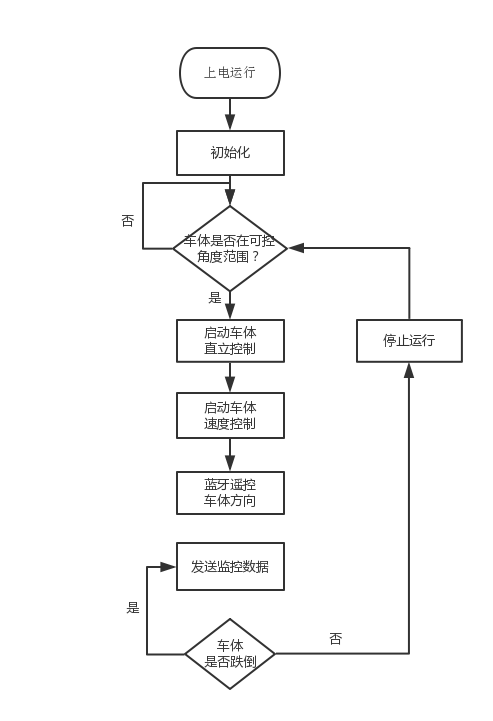 上电运行
初始化
否
车体是否在可控
角度范围？
是
启动车体
直立控制
停止运行
启动车体
速度控制
蓝牙遥控
车体方向
发送监控数据
是
车体
是否跌倒
否